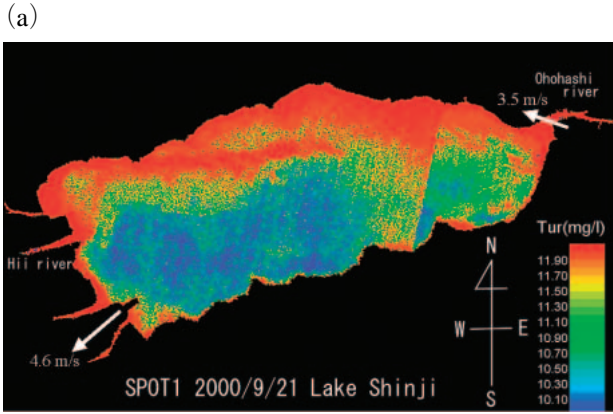 (a)
Ohohashi
river
3.5 m/s
Hii river
4.6 m/s
Tur(mg/l)
11.90
11.70
11.50
11.30
11.10
10.90
10.70
10.50
10.30
10.10
N
W E
S
SPOT1 2000/9/21 Lake Shinji